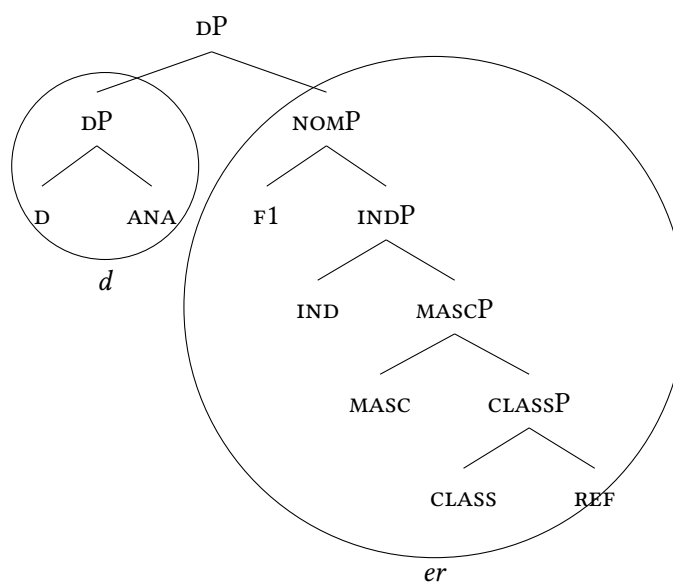 DP
DP NOMP
D ANA F1 INDP
d
IND MASCP
MASC CLASSP
CLASS REF
er